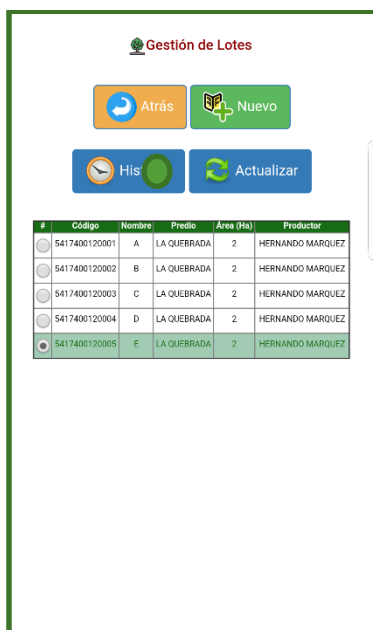 Gestión de Lotes
Atrás
Nuevo
Actualizar
# Código Nombre Predio Área (Ha) Productor
5417400120001 A LA QUEBRADA 2 HERNANDO MARQUEZ
5417400120002 B LA QUEBRADA 2 HERNANDO MARQUEZ
5417400120003 C LA QUEBRADA 2 HERNANDO MARQUEZ
5417400120004 D LA QUEBRADA 2 HERNANDO MARQUEZ
5417400120005 E LA QUEBRADA 2 HERNANDO MARQUEZ